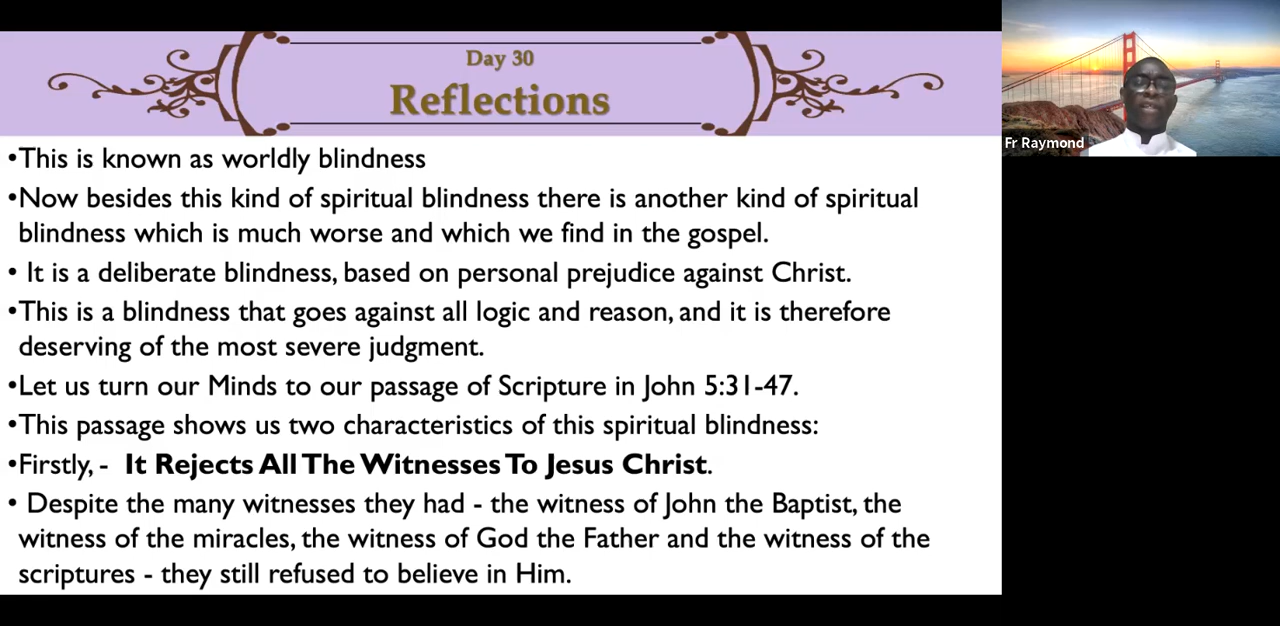 Day 30
Reflections
•This is known as worldly blindness
•Now besides this kind of spiritual blindness there is another kind of spiritual
blindness which is much worse and which we find in the gospel.
• It is a deliberate blindness, based on personal prejudice against Christ.
•This is a blindness that goes against all logic and reason, and it is therefore
deserving of the most severe judgment.
•Let us turn our Minds to our passage of Scripture in John 5:31-47.
•This passage shows us two characteristics of this spiritual blindness:
•Firstly, - It Rejects All The Witnesses To Jesus Christ.
• Despite the many witnesses they had - the witness of John the Baptist, the
witness of the miracles, the witness of God the Father and the witness of the
scriptures - they still refused to believe in Him.
Fr Raymond